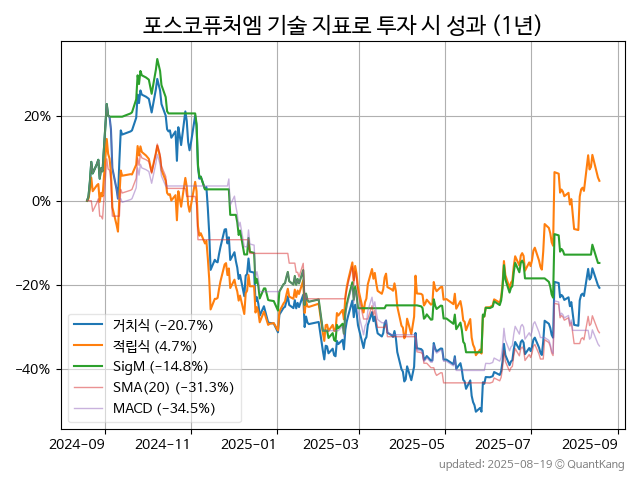 포스코퓨처엠 기술 지표로 투자 시 성과 (1년)
20%
0%
−20%
−40%
거치식 (−20.7%)
적립식 (4.7%)
SigM (−14.8%)
SMA(20) (−31.3%)
MACD (−34.5%)
2024-09
2024-11
2025-01
2025-03
2025-05
2025-07
2025-09
updated: 2025-08-19 © QuantKang